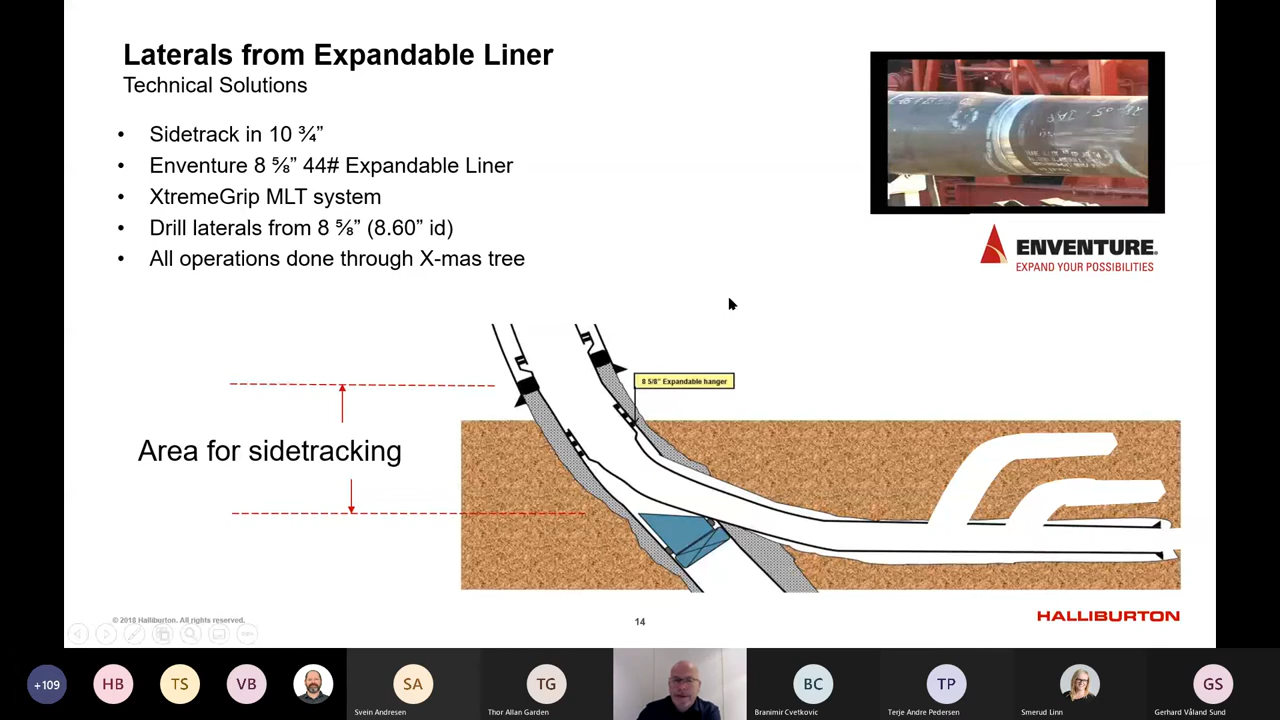 Laterals from Expandable Liner
Technical Solutions
• Sidetrack in 10 ¾”
• Enventure 8 ⅝” 44# Expandable Liner
• XtremeGrip MLT system
• Drill laterals from 8 ⅝” (8.60” id)
• All operations done through X-mas tree
ENVENTURE.
EXPAND YOUR POSSIBILITIES
8 5/8" Expandable hanger
Area for sidetracking
© 2018 Halliburton. All rights reserved.
14
HALLIBURTON
+109
HB
TS
VB
SA
Svein Andresen
TG
Thor Allan Garden
BC
Branimir Cvetkovic
TP
Terje Andre Pedersen
Smerud Linn
GS
Gerhard Våland Sund